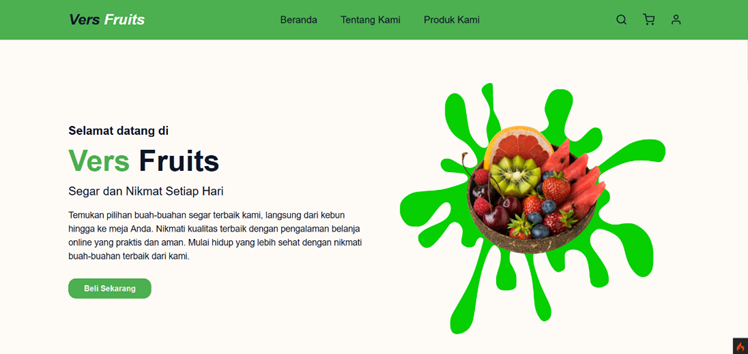 Vers Fruits
Beranda Tentang Kami Produk Kami
Selamat datang di
Vers Fruits
Segar dan Nikmat Setiap Hari
Temukan pilihan buah-buahan segar terbaik kami, langsung dari kebun
hingga ke meja Anda. Nikmati kualitas terbaik dengan pengalaman belanja
online yang praktis dan aman. Mulai hidup yang lebih sehat dengan nikmati
buah-buahan terbaik dari kami.
Beli Sekarang